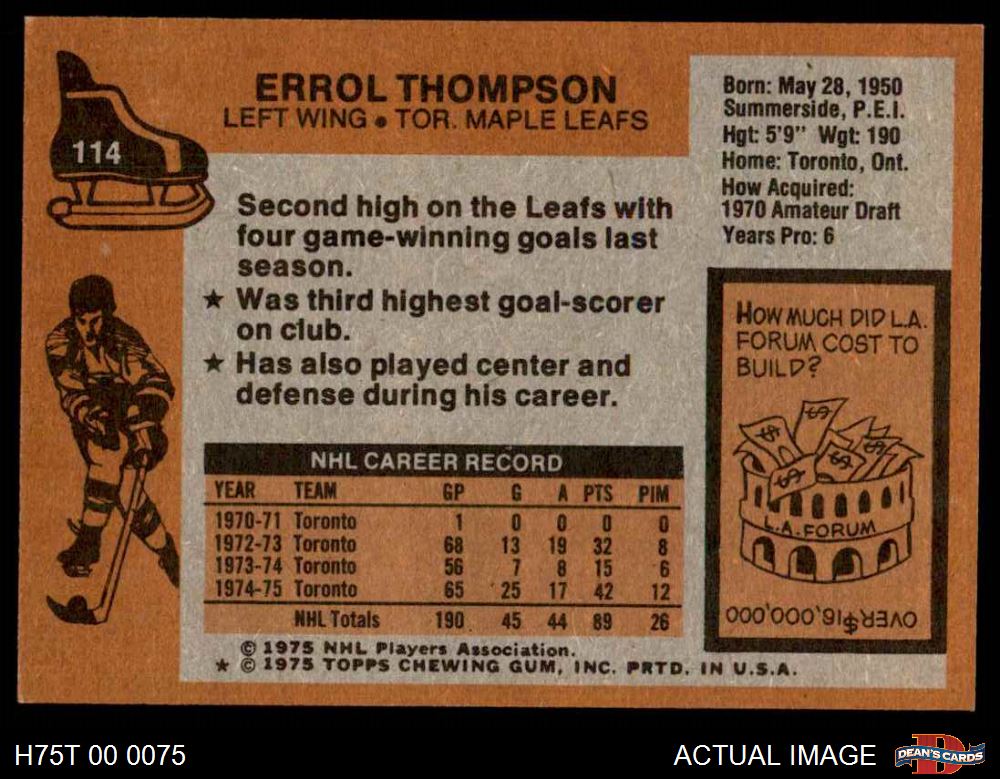 114
ERROL THOMPSON
LEFT WING • TOR. MAPLE LEAFS
Born: May 28, 1950
Summerside, P.E.I.
Hgt: 5'9" Wgt: 190
Home: Toronto, Ont.
How Acquired:
1970 Amateur Draft
Years Pro: 6
Second high on the Leafs with
four game-winning goals last
season.
★ Was third highest goal-scorer
on club.
★ Has also played center and
defense during his career.
HOW MUCH DID L.A.
FORUM COST TO
BUILD?
$ $ $ $ $
L.A. FORUM
OVER $16,000,000
NHL CAREER RECORD
YEAR TEAM GP G A PTS PIM
1970-71 Toronto 1 0 0 0 0
1972-73 Toronto 68 13 19 32 8
1973-74 Toronto 56 7 8 15 6
1974-75 Toronto 65 25 17 42 12
NHL Totals 190 45 44 89 26
© 1975 NHL Players Association.
★ © 1975 TOPPS CHEWING GUM, INC. PRTD. IN U.S.A.
H75T 00 0075
ACTUAL IMAGE
D
DEAN'S CARDS